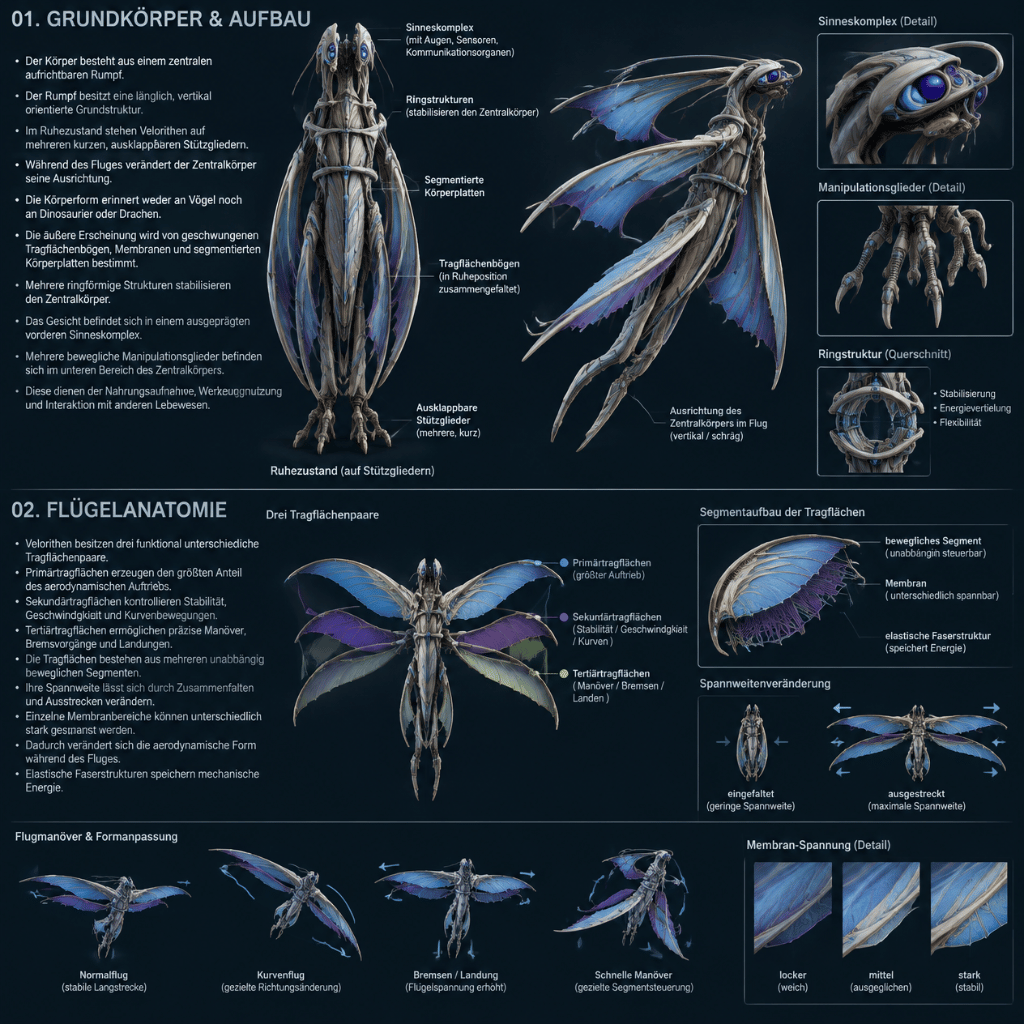 01. GRUNDKÖRPER & AUFBAU
• Der Körper besteht aus einem zentralen
aufrichtbaren Rumpf.
• Der Rumpf besitzt eine länglich, vertikal
orientierte Grundstruktur.
• Im Ruhezustand stehen Velorithen auf
mehreren kurzen, ausklappbaren Stützgliedern.
• Während des Fluges verändert der Zentralkörper
seine Ausrichtung.
• Die Körperform erinnert weder an Vögel noch
an Dinosaurier oder Drachen.
• Die äußere Erscheinung wird von geschwungenen
Tragflächenbögen, Membranen und segmentierten
Körperplatten bestimmt.
• Mehrere ringförmige Strukturen stabilisieren
den Zentralkörper.
• Das Gesicht befindet sich in einem ausgeprägten
vorderen Sinneskomplex.
• Mehrere bewegliche Manipulationsglieder befinden
sich im unteren Bereich des Zentralkörpers.
• Diese dienen der Nahrungsaufnahme,
und Interaktion mit anderen Lebewesen.
Sinneskomplex
(mit Augen, Sensoren,
Kommunikationsorganen)
Ringstrukturen
(stabilisieren den Zentralkörper)
Segmentierte
Körperplatten
Tragflächenbögen
(in Ruheposition
zusammengefaltet)
Ausklappbare
Stützglieder
(mehrere, kurz)
Ruhezustand (auf Stützgliedern)
Ausrichtung des
Zentralkörpers im Flug
(vertikal / schräg)
Sinneskomplex (Detail)
Manipulationsglieder (Detail)
Ringstruktur (Querschnitt)
• Stabilisierung
• Energievertielung
• Flexibilität
02. FLÜGELANATOMIE
• Velorithen besitzen drei funktional unterschiedliche
Tragflächenpaare.
• Primärtragflächen erzeugen den größten Anteil
des aerodynamischen Auftriebs.
• Sekundärtragflächen kontrollieren Stabilität,
Geschwindgkieit und Kurvenbewegungen.
• Tertiärtragflächen ermöglichen präzise Manöver,
Bremsvorgänge und Landungen.
• Die Tragflächen bestehen aus mehreren unabbängig
beweglichen Segmenten.
• Ihre Spannweite lässt sich durch Zusammenfalten
und Ausstrecken verändern.
• Einzelne Membranbereiche können unterschiedlich
stark werden.
• Dadurch verändert sich die aerodynamische Form
während des Fluges.
• Elastische Faserstrukturen speichern mechanische
Energie.
Drei Tragflächenpaare
Primärtragflächen
(größter Auftrieb)
Sekundärtragflächen
(Stabilität / Geschwindgkiet
/ Kurven )
Tertiärtragflächen
( Manöver / Bremsen /
Landen )
Segmentaufbau der Tragflächen
bewegliches Segment
( unabbängin steuerbar)
Membran
( unterschiedlich spannbar)
elastische Faserstruktur
(speichert Energie)
Spannweitenveränderung
eingefaltet
(geringe Spannweite)
ausgestreckt
(maximale Spannweite)
Flugmanöver & Formanpassung
Normalflug
(stabile Langstrecke)
Kurvenflug
(gezielte Richtungsänderung)
Bremsen / Landung
(Flügelspannung erhöht)
Schnelle Manöver
(gezielte Segmentsteuerung)
Membran-Spannung (Detail)
locker
(weich)
mittel
(ausgeglichen)
stark
(stabil)